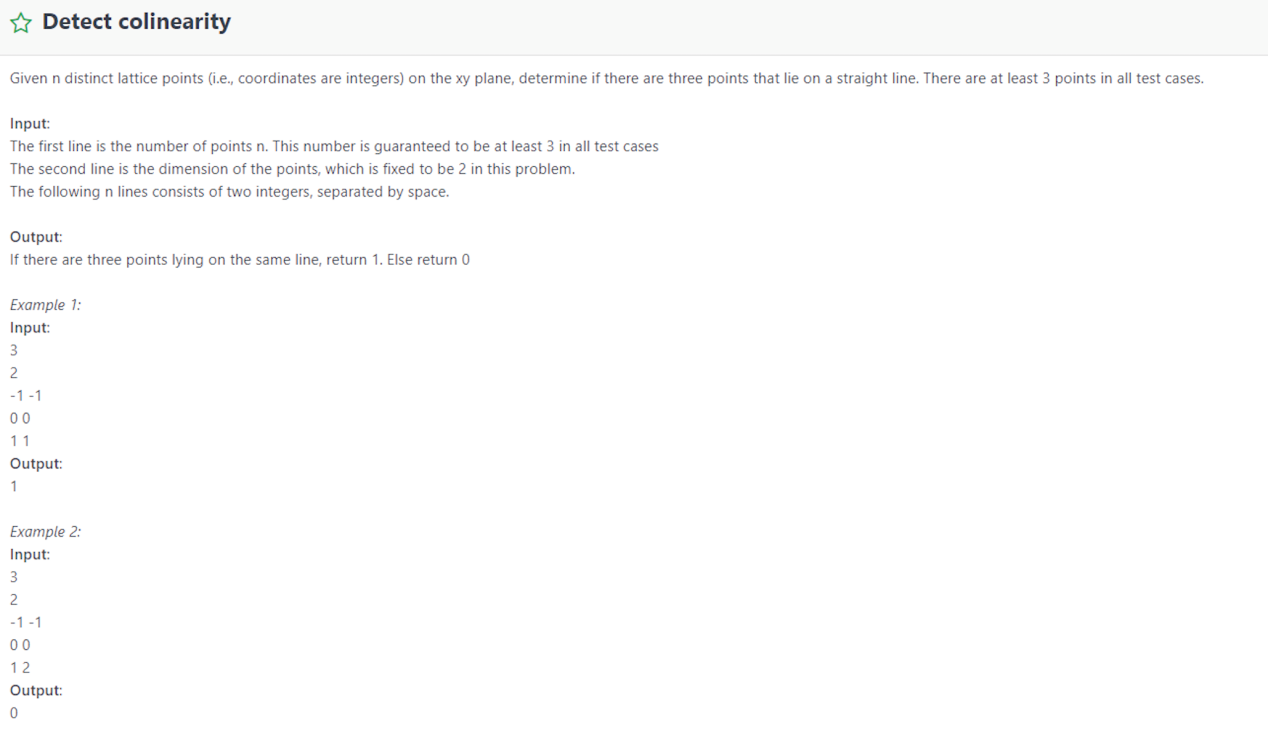 Detect colinearity
Given n distinct lattice points (i.e., coordinates are integers) on the xy plane, determine if there are three points that lie on a straight line. There are at least 3 points in all test cases.
Input:
The first line is the number of points n. This number is guaranteed to be at least 3 in all test cases
The second line is the dimension of the points, which is fixed to be 2 in this problem.
The following n lines consists of two integers, separated by space.
Output:
If there are three points lying on the same line, return 1. Else return 0
Example 1:
Input:
3
2
-1 -1
0 0
1 1
Output:
1
Example 2:
Input:
3
2
-1 -1
0 0
1 2
Output:
0